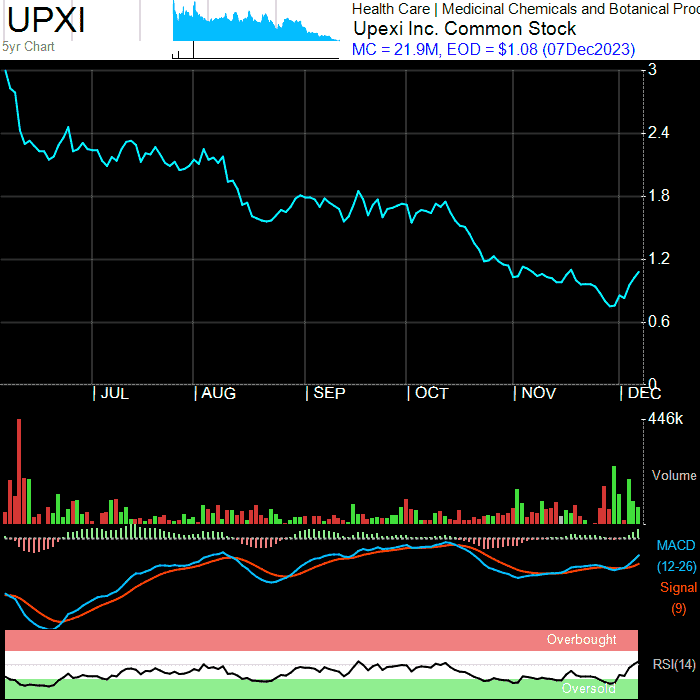 UPXI
5yr Chart
Health Care | Medicinal Chemicals and Botanical Proc
Upexi Inc. Common Stock
MC = 21.9M, EOD = $1.08 (07Dec2023)
3
2.4
1.8
1.2
0.6
0
JUL AUG SEP OCT NOV DEC
446k
Volume
MACD
(12-26)
Signal
(9)
Overbought
RSI(14)
Oversold